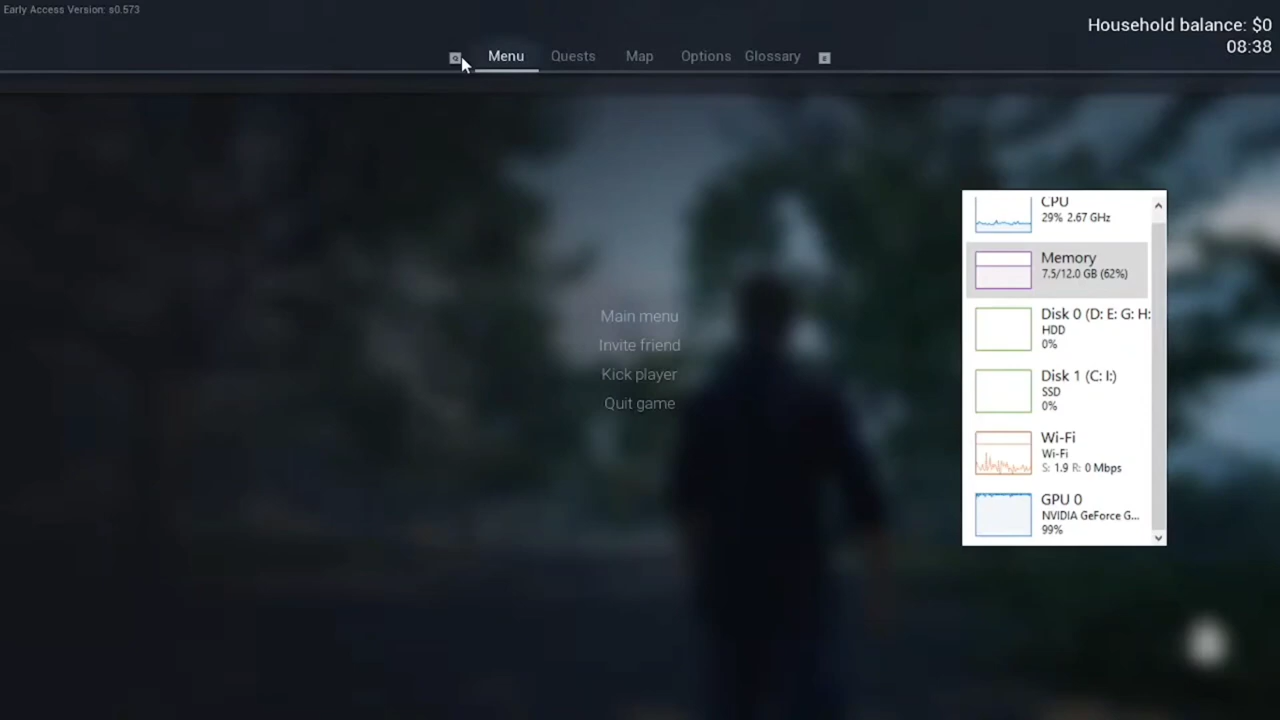 Early Access Version: s0.573
Household balance: $0
08:38
Q Menu Quests Map Options Glossary E
Main menu
Invite friend
Kick player
Quit game
CPU
29% 2.67 GHz
Memory
7.5/12.0 GB (62%)
Disk 0 (D: E: G: H:
HDD
0%
Disk 1 (C: I:)
SSD
0%
Wi-Fi
Wi-Fi
S: 1.9 R: 0 Mbps
GPU 0
NVIDIA GeForce G...
99%